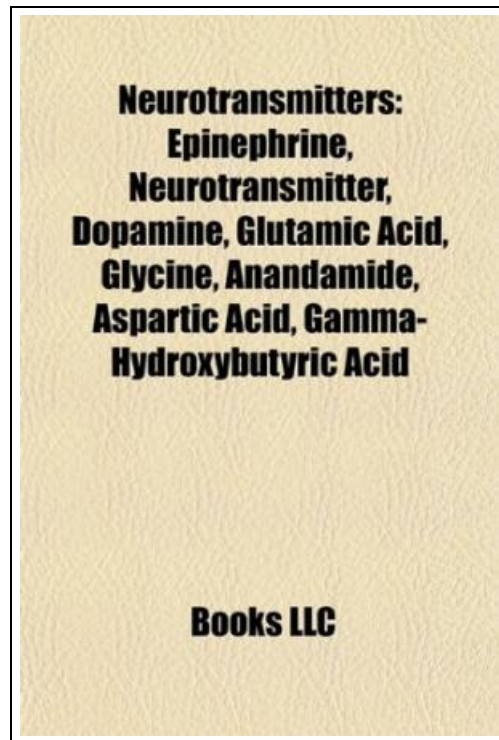 Neurotransmitters:
Epinephrine,
Neurotransmitter,
Dopamine, Glutamic Acid,
Glycine, Anandamide,
Aspartic Acid, Gamma-
Hydroxybutyric Acid
Books LLC